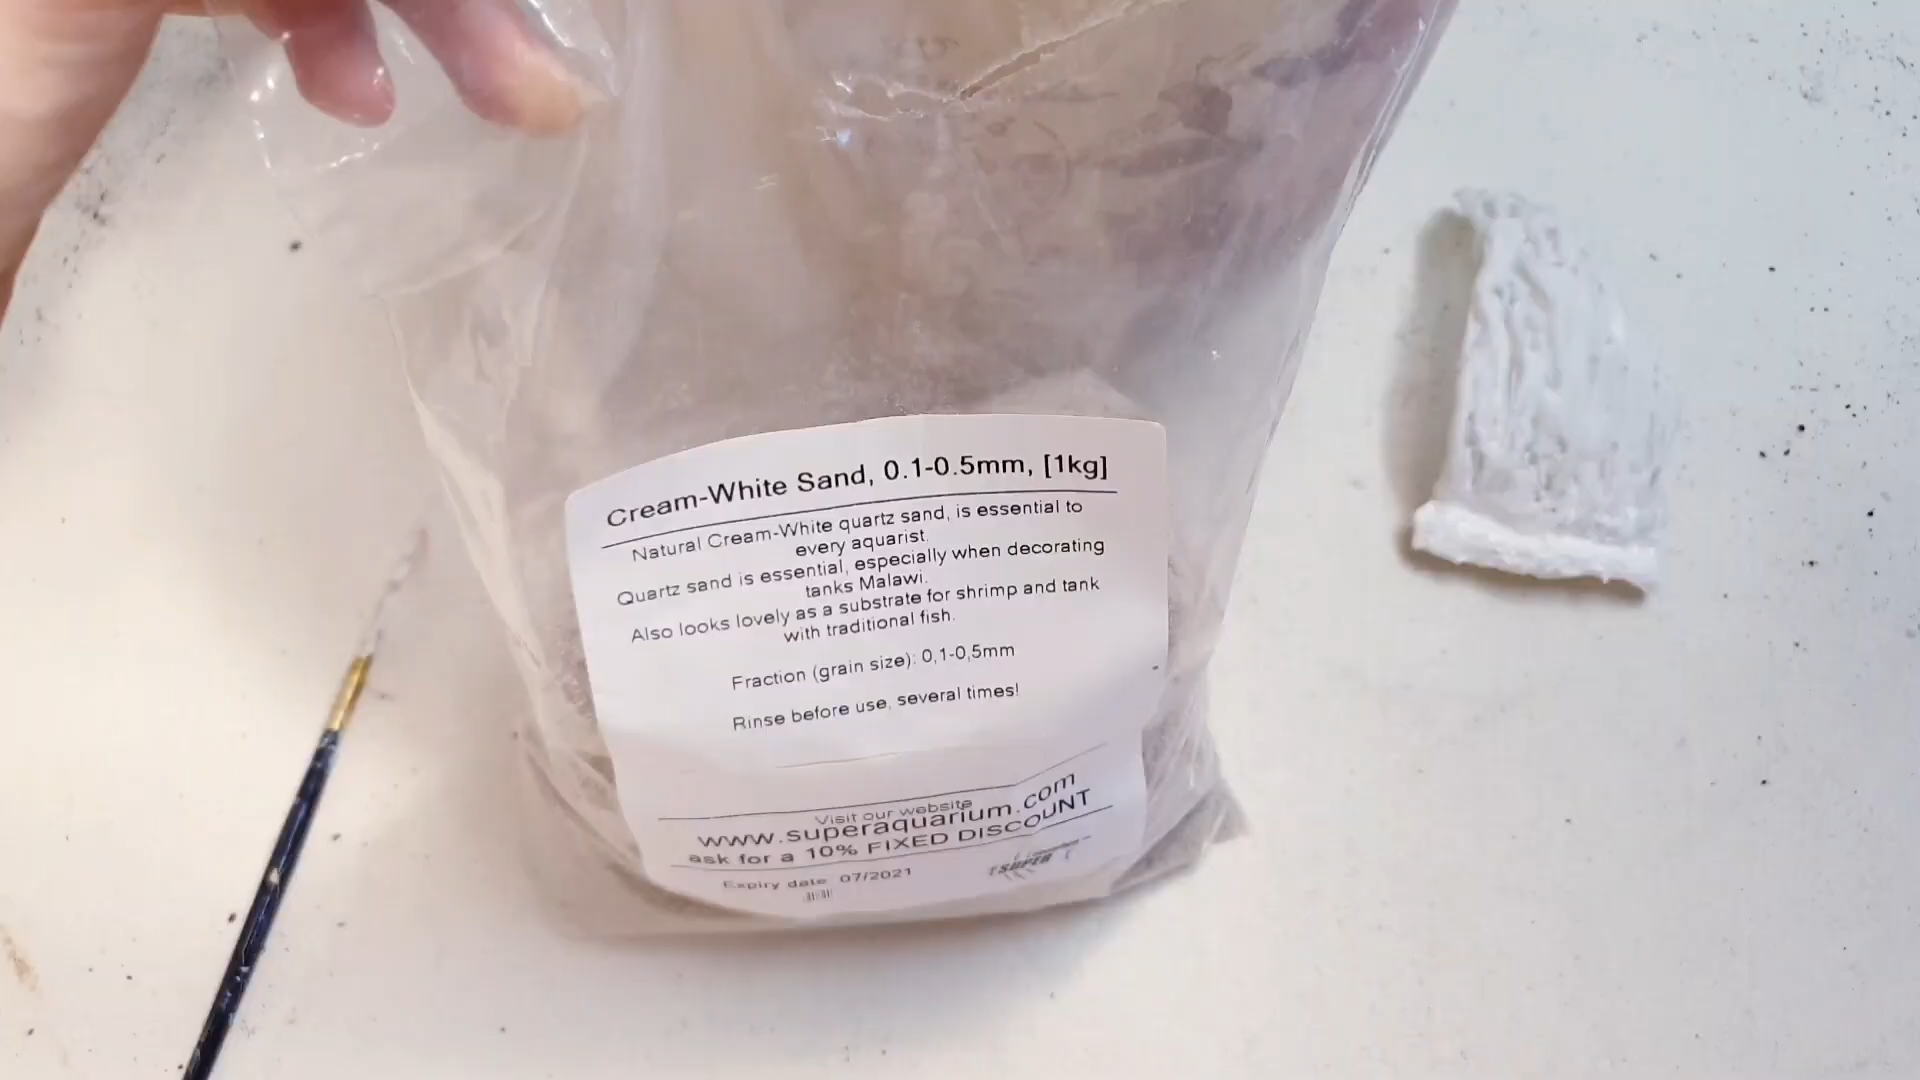 Cream-White Sand, 0.1-0.5mm, [1kg]
Natural Cream-White quartz sand, is essential to
every aquarist.
Quartz sand is essential, especially when decorating
tanks Malawi.
Also looks lovely as a substrate for shrimp and tank
with traditional fish.
Fraction (grain size): 0,1-0,5mm
Rinse before use, several times!
Visit our website
www.superaquarium.com
ask for a 10% FIXED DISCOUNT
Expiry date 07/2021
SUPER